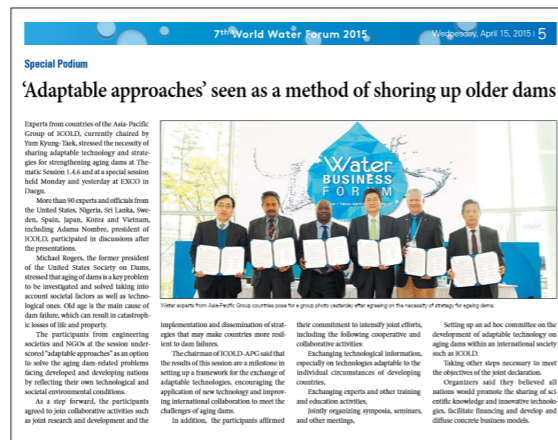 7th World Water Forum 2015
Wednesday, April 15, 2015 | 5
Special Podium
'Adaptable approaches' seen as a method of shoring up older dams
Experts from countries of the Asia-Pacific
Group of ICOLD, currently chaired by
Yum Kyung-Taek, stressed the necessity of
sharing adaptable technology and strate-
gies for strengthening aging dams at The-
matic Session 1.4.6 and at a special session
held Monday and yesterday at EXCO in
Daegu.
More than 90 experts and officials from
the United States, Nigeria, Sri Lanka, Swe-
den, Spain, Japan, Korea and Vietnam,
including Adama Nombre, president of
ICOLD, participated in discussions after
the presentations.
Michael Rogers, the former president
of the United States Society on Dams,
stressed that aging of dams is a key problem
to be investigated and solved taking into
account societal factors as well as techno-
logical ones. Old age is the main cause of
dam failure, which can result in catastroph-
ic losses of life and property.
The participants from engineering
societies and NGOs at the session under-
scored "adaptable approaches" as an option
to solve the aging dam-related problems
facing developed and developing nations
by reflecting their own technological and
societal environmental conditions.
As a step forward, the participants
agreed to join collaborative activities such
as joint research and development and the
Water
BUSINESS
FORUM
Water experts from Asia-Pacific Group countries pose for a group photo yesterday after agreeing on the necessity of strategy for ageing dams.
implementation and dissemination of strat-
egies that may make countries more resil-
ient to dam failures.
The chairman of ICOLD-APG said that
the results of this session are a milestone in
setting up a framework for the exchange of
adaptable technologies, encouraging the
application of new technology and improv-
ing international collaboration to meet the
challenges of aging dams.
In addition, the participants affirmed
their commitment to intensify joint efforts,
including the following cooperative and
collaborative activities:
Exchanging technological information,
especially on technologies adaptable to the
individual circumstances of developing
countries,
Exchanging experts and other training
and education activities,
Jointly organizing symposia, seminars,
and other meetings,
Setting up an ad hoc committee on the
development of adaptable technology on
aging dams within an international society
such as ICOLD.
Taking other steps necessary to meet
the objectives of the joint declaration.
Organizers said they believed all
nations would promote the sharing of sci-
entific knowledge and innovative technolo-
gies, facilitate financing and develop and
diffuse concrete business models.